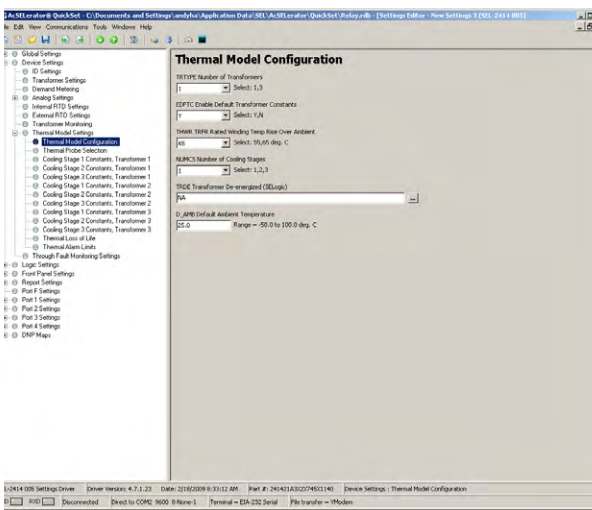 AcSELerator® QuickSet - C:\Documents and Settings\andyha\Application Data\SEL\AcSELerator\QuickSet\Relay.rdb - [Settings Editor - New Settings 3 (SEL-2414 005)]
Edit View Communications Tools Windows Help
Global Settings
Device Settings
ID Settings
Transformer Settings
Demand Metering
Analog Settings
Internal RTD Settings
External RTD Settings
Transformer Monitoring
Thermal Model Settings
Thermal Model Configuration
Thermal Probe Selection
Cooling Stage 1 Constants, Transformer 1
Cooling Stage 2 Constants, Transformer 1
Cooling Stage 3 Constants, Transformer 1
Cooling Stage 1 Constants, Transformer 2
Cooling Stage 2 Constants, Transformer 2
Cooling Stage 3 Constants, Transformer 2
Cooling Stage 1 Constants, Transformer 3
Cooling Stage 2 Constants, Transformer 3
Cooling Stage 3 Constants, Transformer 3
Thermal Loss of Life
Thermal Alarm Limits
Through Fault Monitoring Settings
Logic Settings
Front Panel Settings
Report Settings
Port F Settings
Port 1 Settings
Port 2 Settings
Port 3 Settings
Port 4 Settings
DNP Maps
Thermal Model Configuration
TRTYPE Number of Transformers
1 Select: 1,3
EDFTC Enable Default Transformer Constants
Y Select: Y,N
THWR TRFR Rated Winding Temp Rise Over Ambient
65 Select: 55,65 deg. C
NUMCS Number of Cooling Stages
1 Select: 1,2,3
TRDE Transformer De-energized (SELogic)
NA ...
D_AMB Default Ambient Temperature
25.0 Range = -50.0 to 100.0 deg. C
L-2414 005 Settings Driver Driver Version: 4.7.1.23 Date: 2/18/2009 8:33:12 AM Part #: 241421A3X2X745X1140 Device Settings : Thermal Model Configuration
D RXD Disconnected Direct to COM2 9600 8-None-1 Terminal = EIA-232 Serial File transfer = YModem